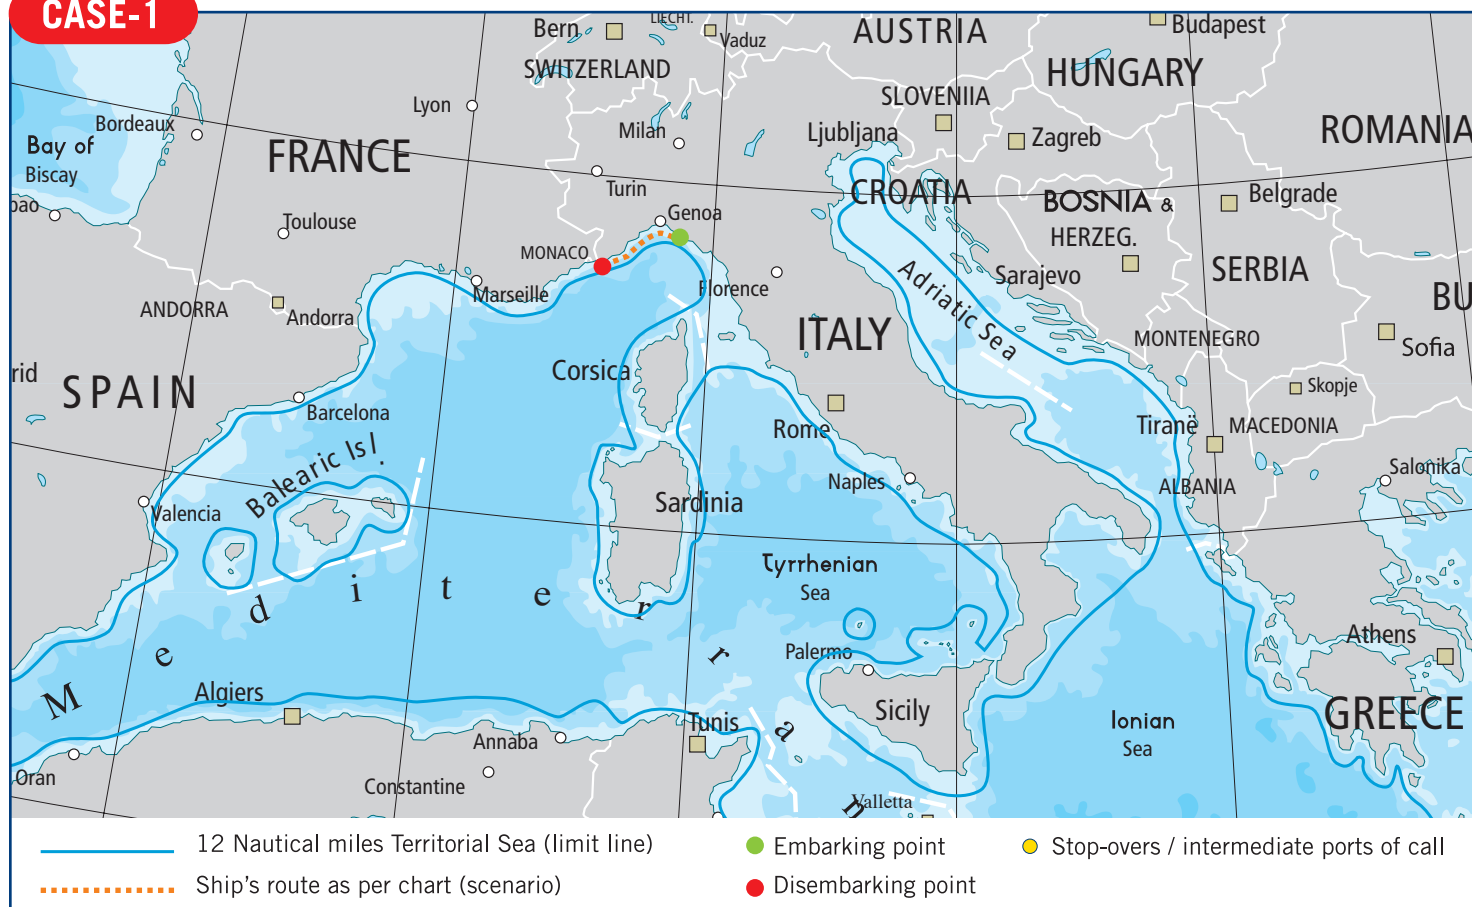 CASE-1
Bern
LIECHT.
Vaduz
AUSTRIA
Budapest
SWITZERLAND
HUNGARY
SLOVENIIA
Lyon
Milan
Ljubljana
Zagreb
ROMANIA
Bordeaux
Bay of
Biscay
FRANCE
Turin
CROATIA
BOSNIA &
HERZEG.
Belgrade
bao
Toulouse
Genoa
MONACO
Adriatic Sea
Sarajevo
SERBIA
Marseille
Florence
BU
ANDORRA
Andorra
ITALY
MONTENEGRO
Sofia
rid
SPAIN
Corsica
Skopje
Barcelona
Rome
Tiranë
MACEDONIA
Balearic Isl.
Naples
Salonika
Valencia
Sardinia
ALBANIA
Tyrrhenian
Sea
M e d i t e r r a n
Palermo
Athens
Algiers
Sicily
Ionian
Sea
GREECE
Tunis
Annaba
Oran
Constantine
Valletta
12 Nautical miles Territorial Sea (limit line)
Embarking point
Stop-overs / intermediate ports of call
Ship's route as per chart (scenario)
Disembarking point